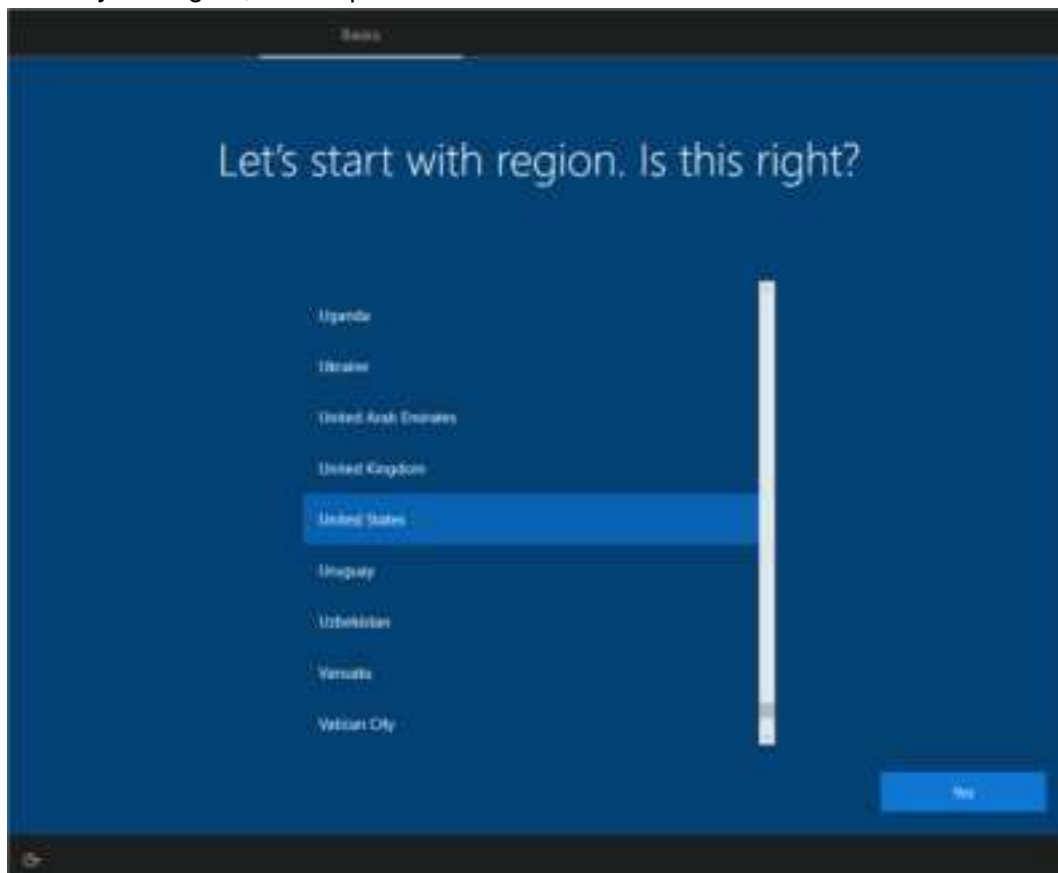 Basics
Let's start with region. Is this right?
Uganda
Ukraine
United Arab Emirates
United Kingdom
United States
Uruguay
Uzbekistan
Vanuatu
Vatican City
Yes